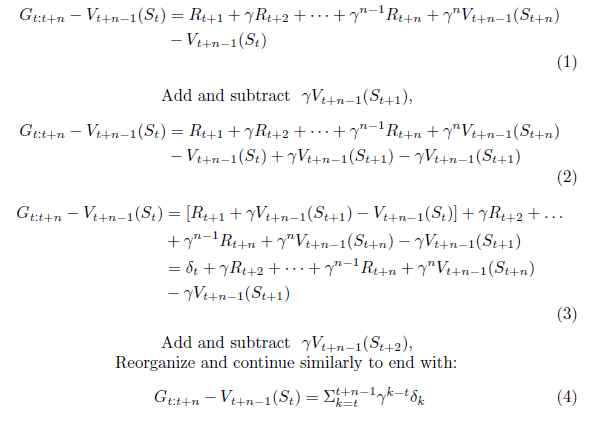 G_{t:t+n} − V_{t+n−1}(S_t) = R_{t+1} + γR_{t+2} + ··· + γ^{n−1}R_{t+n} + γ^nV_{t+n−1}(S_{t+n})
− V_{t+n−1}(S_t)
(1)
Add and subtract γV_{t+n−1}(S_{t+1}),
G_{t:t+n} − V_{t+n−1}(S_t) = R_{t+1} + γR_{t+2} + ··· + γ^{n−1}R_{t+n} + γ^nV_{t+n−1}(S_{t+n})
− V_{t+n−1}(S_t) + γV_{t+n−1}(S_{t+1}) − γV_{t+n−1}(S_{t+1})
(2)
G_{t:t+n} − V_{t+n−1}(S_t) = [R_{t+1} + γV_{t+n−1}(S_{t+1}) − V_{t+n−1}(S_t)] + γR_{t+2} + ...
+ γ^{n−1}R_{t+n} + γ^nV_{t+n−1}(S_{t+n}) − γV_{t+n−1}(S_{t+1})
= δ_t + γR_{t+2} + ··· + γ^{n−1}R_{t+n} + γ^nV_{t+n−1}(S_{t+n})
− γV_{t+n−1}(S_{t+1})
(3)
Add and subtract γV_{t+n−1}(S_{t+2}),
Reorganize and continue similarly to end with:
G_{t:t+n} − V_{t+n−1}(S_t) = Σ_{k=t}^{t+n−1}γ^{k−t}δ_k (4)